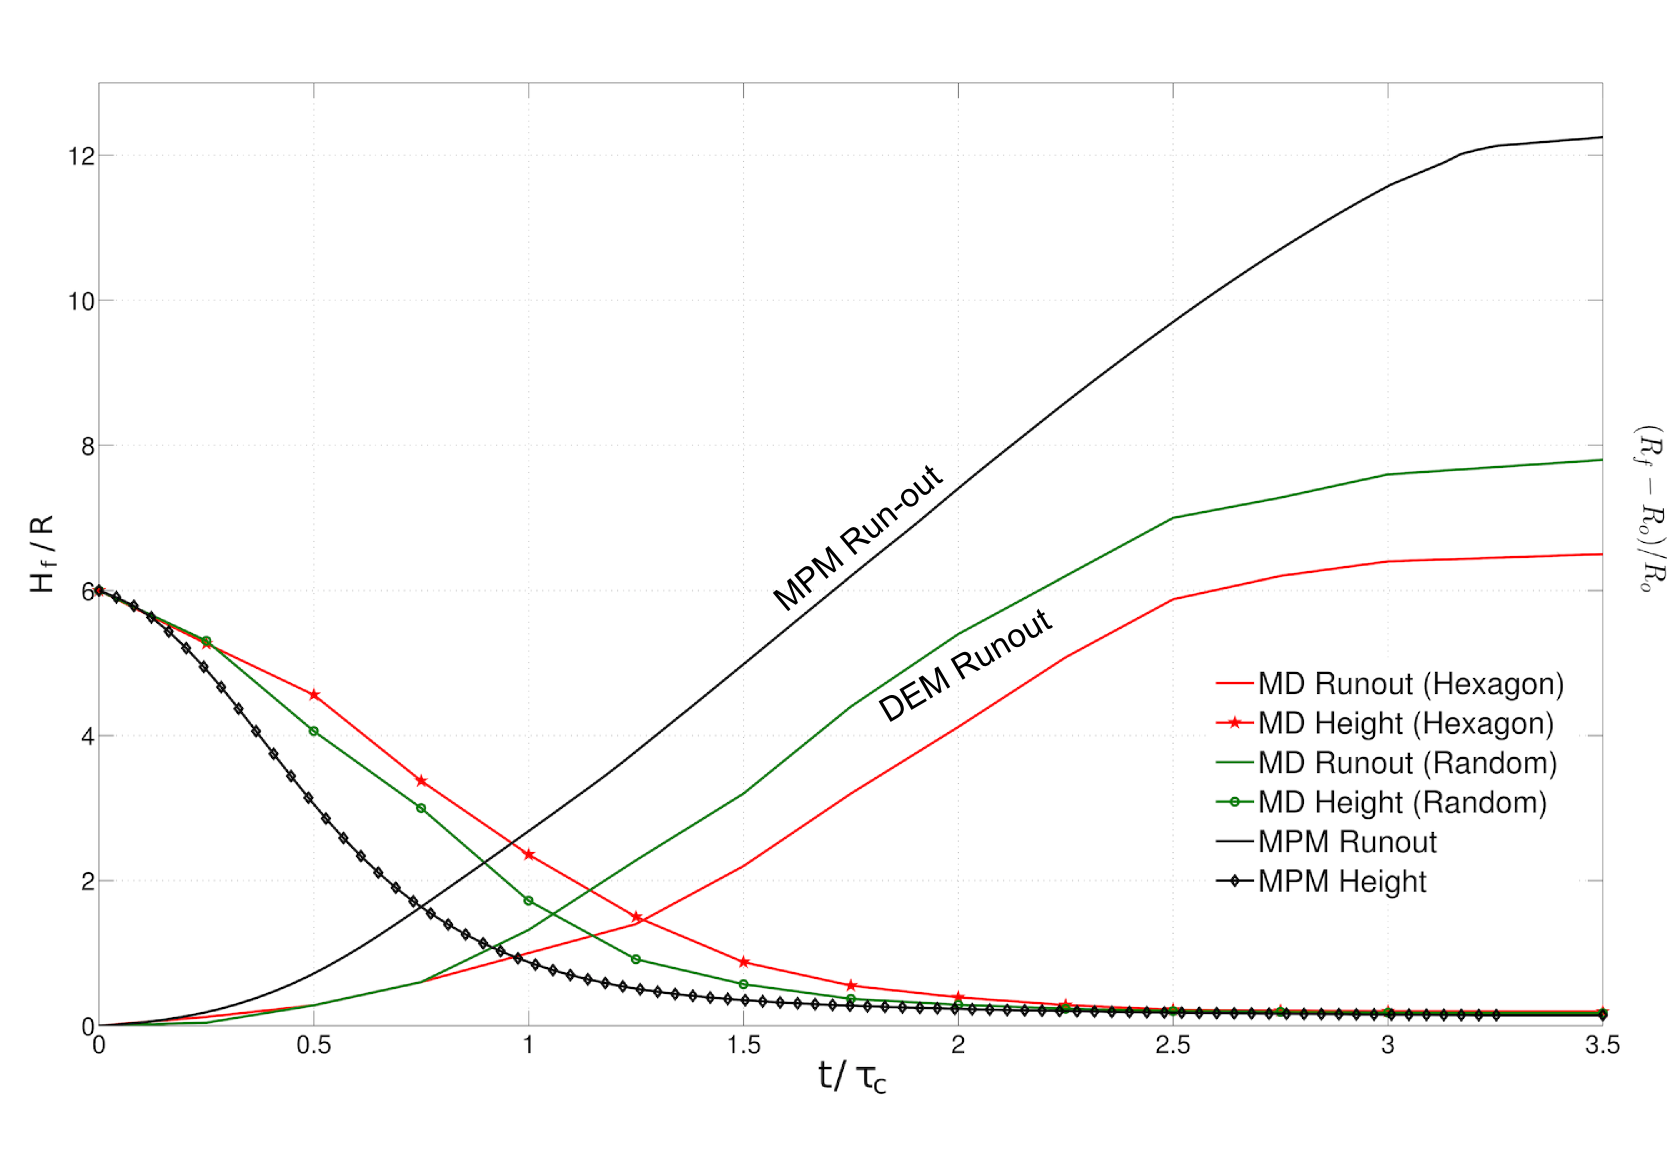 12
10
8
6
4
2
0
0
0.5
1
1.5
2
2.5
3
3.5
H_f / R
t/ τ_c
(R_f − R_o)/R_o
MPM Run-out
DEM Runout
MD Runout (Hexagon)
MD Height (Hexagon)
MD Runout (Random)
MD Height (Random)
MPM Runout
MPM Height